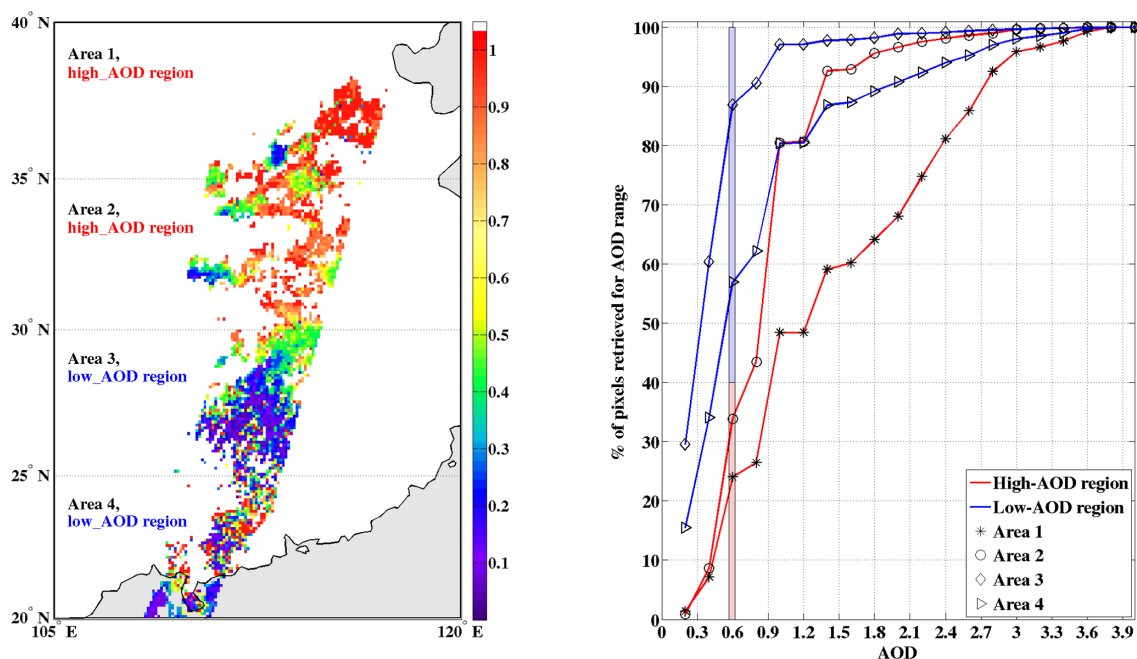 40° N
Area 1,
high_AOD region
35° N
Area 2,
high_AOD region
30° N
Area 3,
low_AOD region
25° N
Area 4,
low_AOD region
20° N
105° E
120° E
1
0.9
0.8
0.7
0.6
0.5
0.4
0.3
0.2
0.1
% of pixels retrieved for AOD range
100%
90
80
70
60
50
40
30
20
10
0
0 0.3 0.6 0.9 1.2 1.5 1.8 2.1 2.4 2.7 3 3.3 3.6 3.9
AOD
High-AOD region
Low-AOD region
Area 1
Area 2
Area 3
Area 4